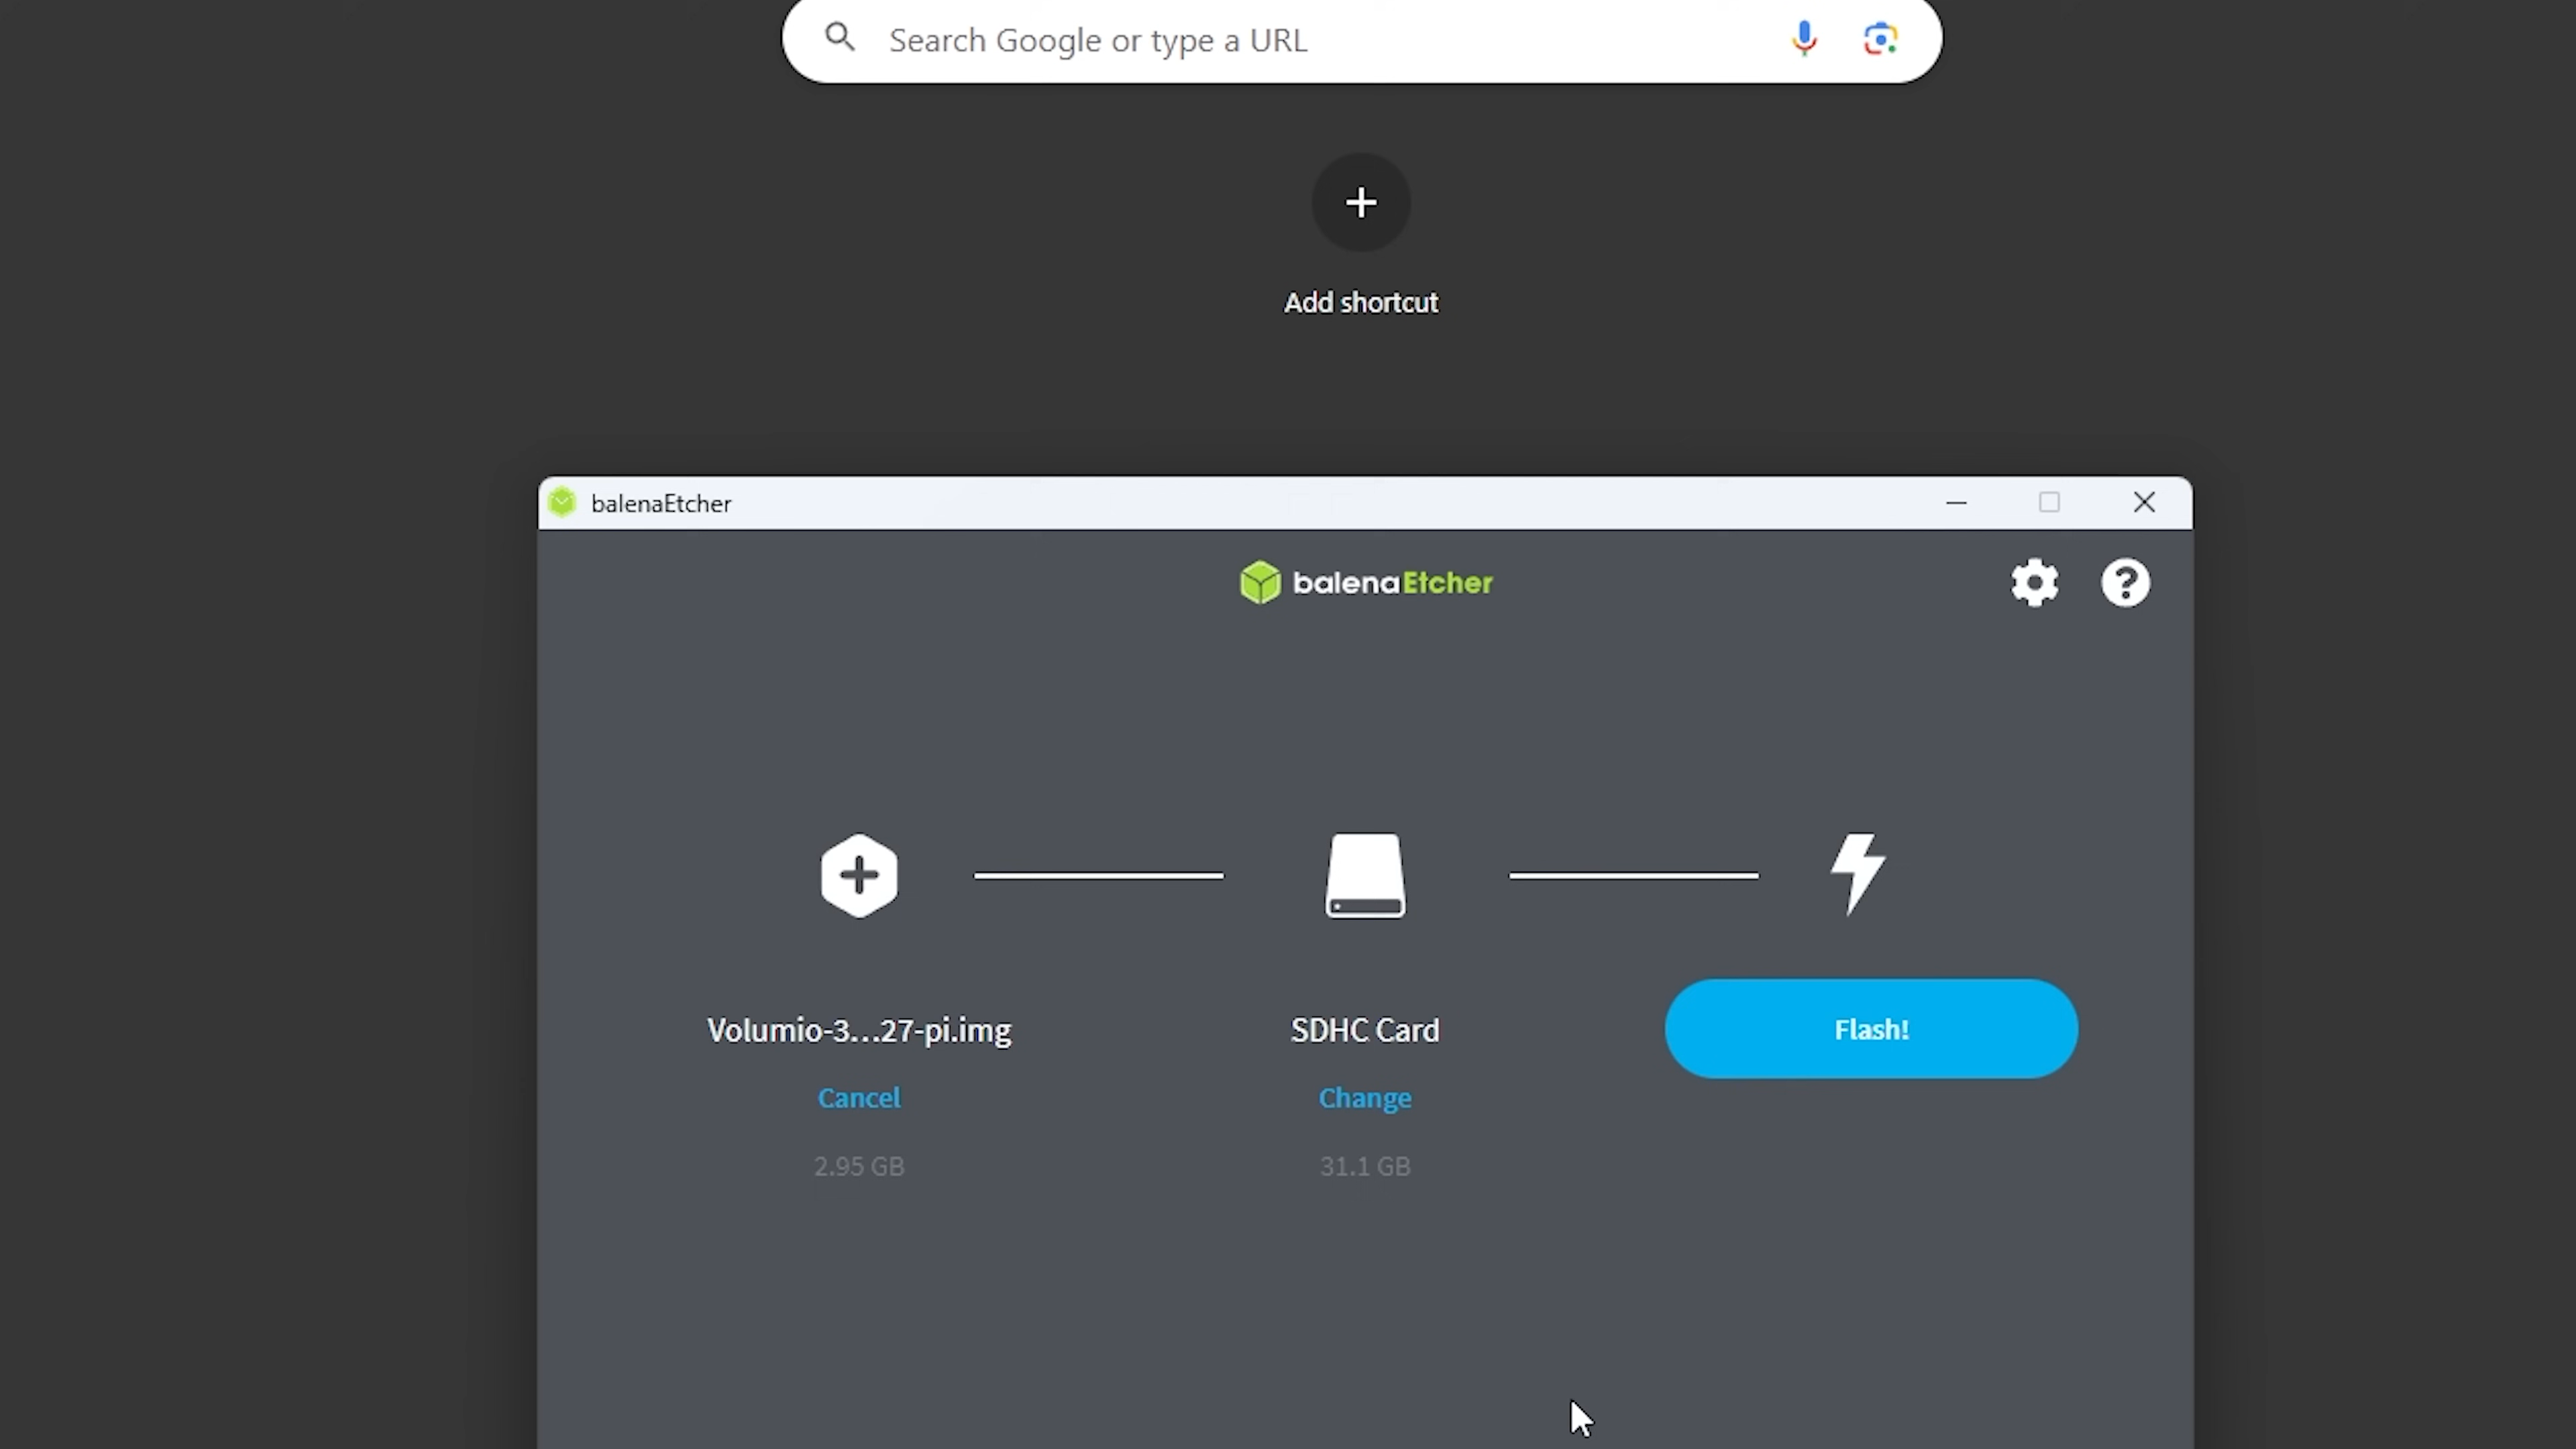 Search Google or type a URL
Add shortcut
balenaEtcher
balenaEtcher
Volumio-3...27-pi.img
SDHC Card
Flash!
Cancel
Change
2.95 GB
31.1 GB